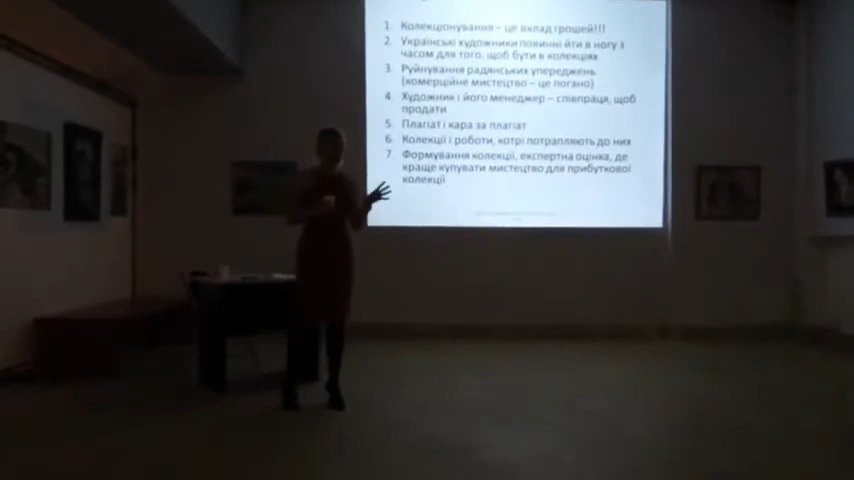 1. Колекціонування – це вклад грошей!!!
2. Українські художники повинні йти в ногу з
часом для того, щоб бути в колекціях
3. Руйнування радянських упереджень
(комерційне мистецтво – це погано)
4. Художник і його менеджер – співпраця, щоб
продати
5. Плагіат і кара за плагіат
6. Колекції і роботи, котрі потрапляють до них
7. Формування колекції, експертна оцінка, де
краще купувати мистецтво для прибуткової
колекції